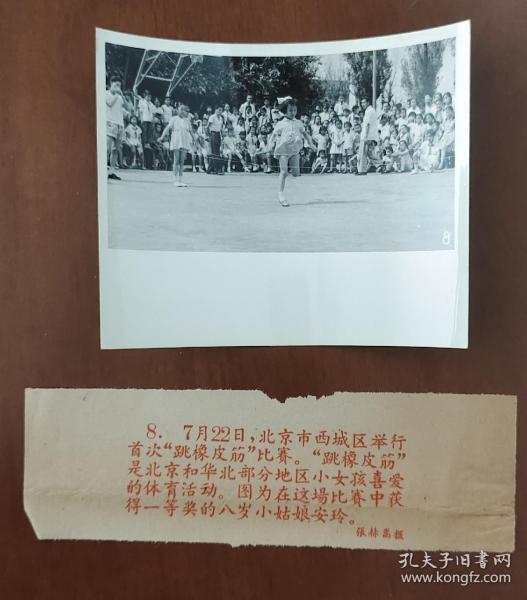 8
8. 7月22日，北京市西城区举行
首次“跳橡皮筋”比赛。“跳橡皮筋”
是北京和华北部分地区小女孩喜爱
的体育活动。图为在这場比賽中获
得一等奖的八岁小姑娘安玲。
張赫嵩摄
孔夫子旧书网
www.kongfz.com